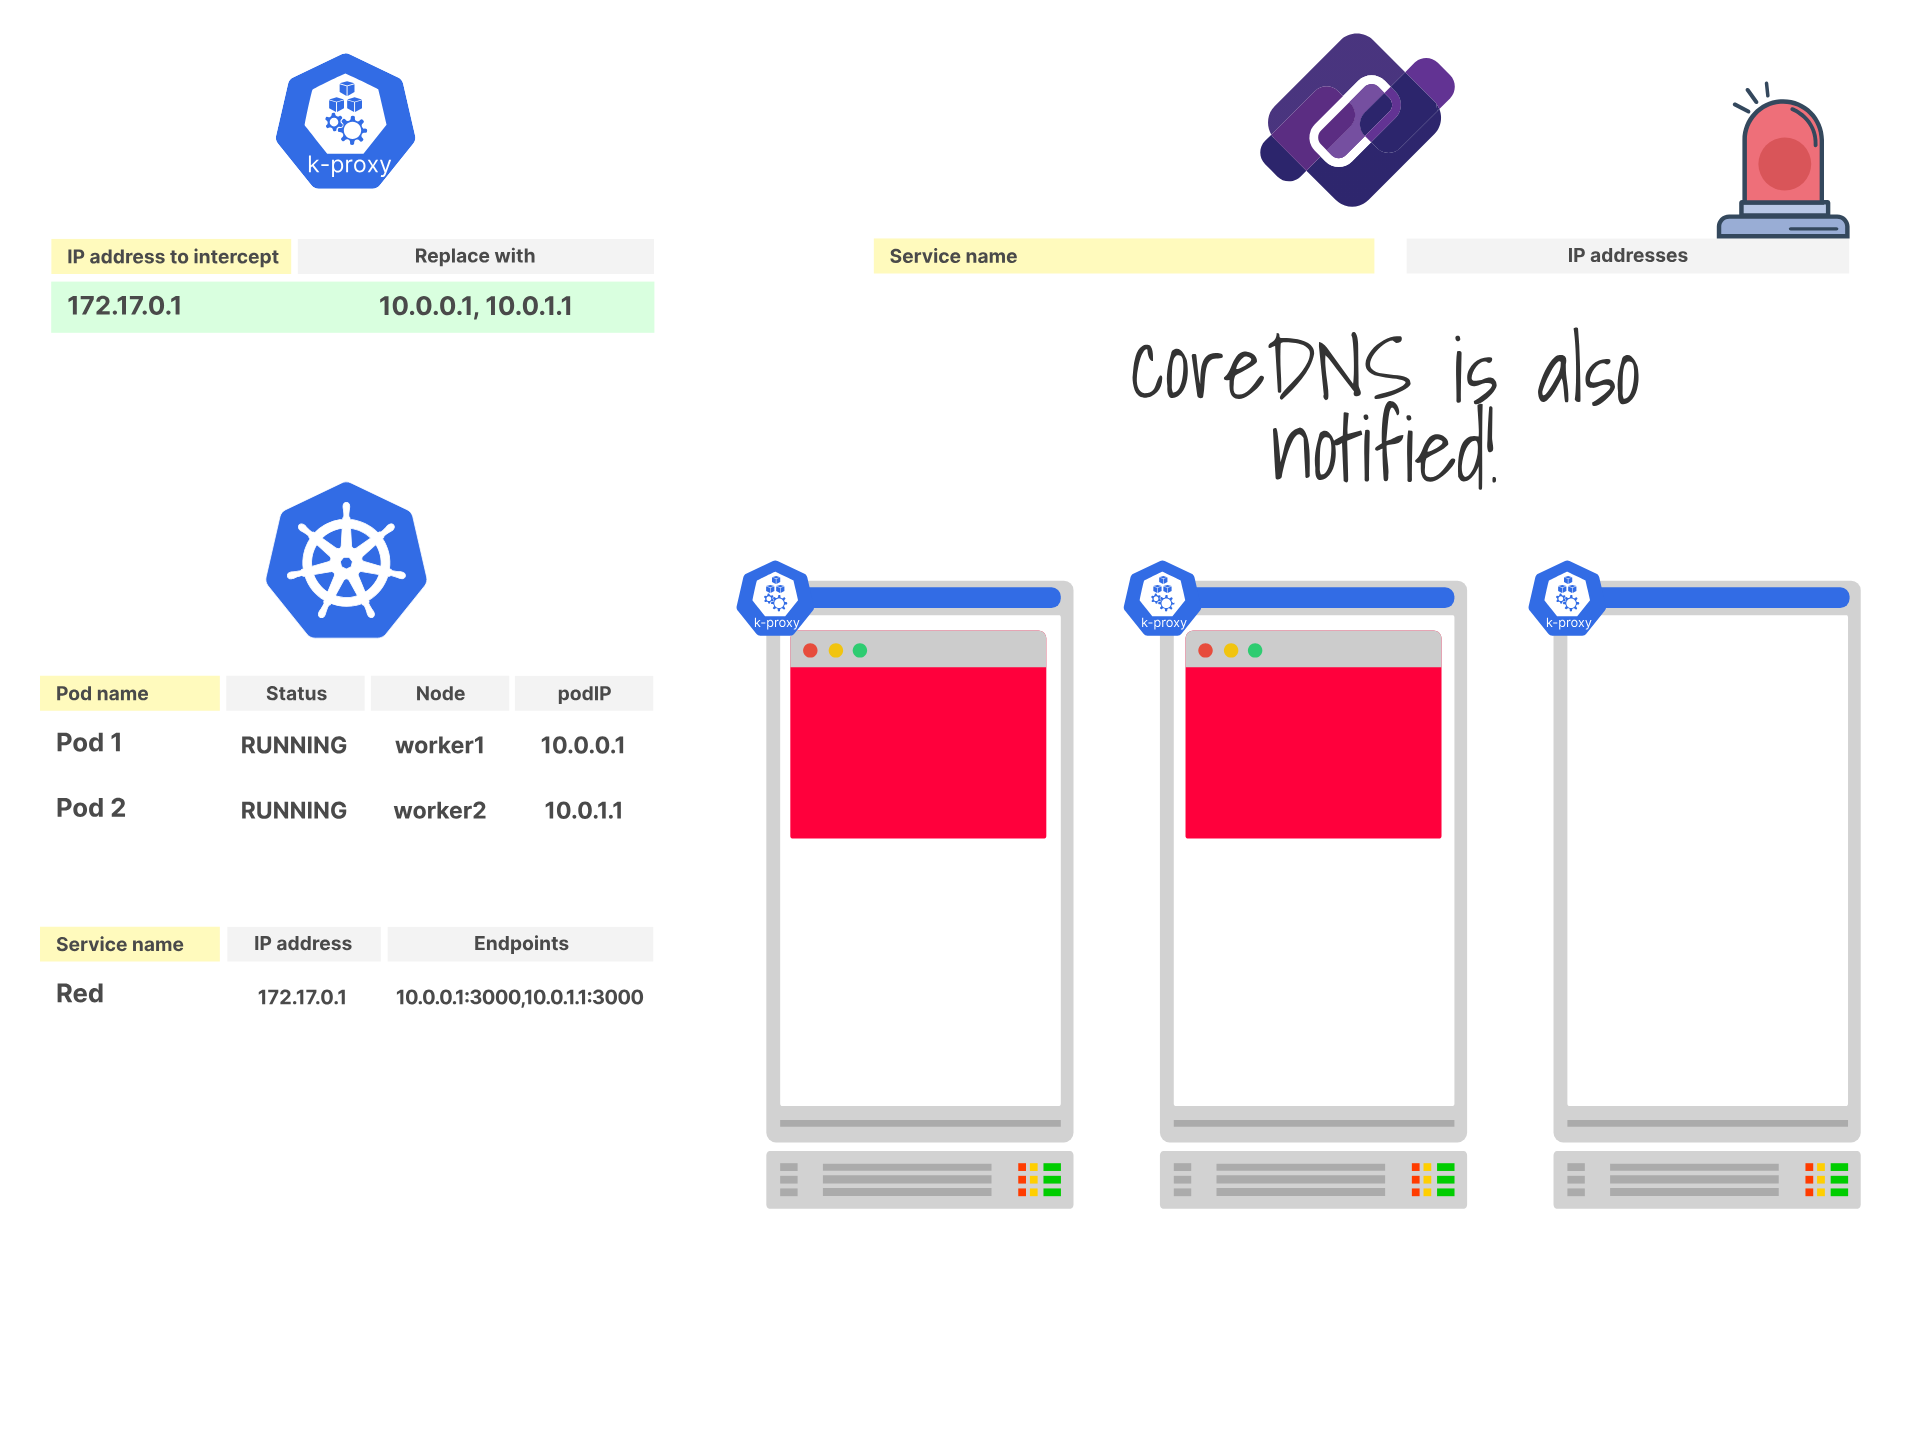 k-proxy
IP address to intercept Replace with
172.17.0.1 10.0.0.1, 10.0.1.1
Service name IP addresses
coreDNS is also
notified!
Pod name Status Node podIP
Pod 1 RUNNING worker1 10.0.0.1
Pod 2 RUNNING worker2 10.0.1.1
Service name IP address Endpoints
Red 172.17.0.1 10.0.0.1:3000,10.0.1.1:3000
k-proxy
k-proxy
k-proxy